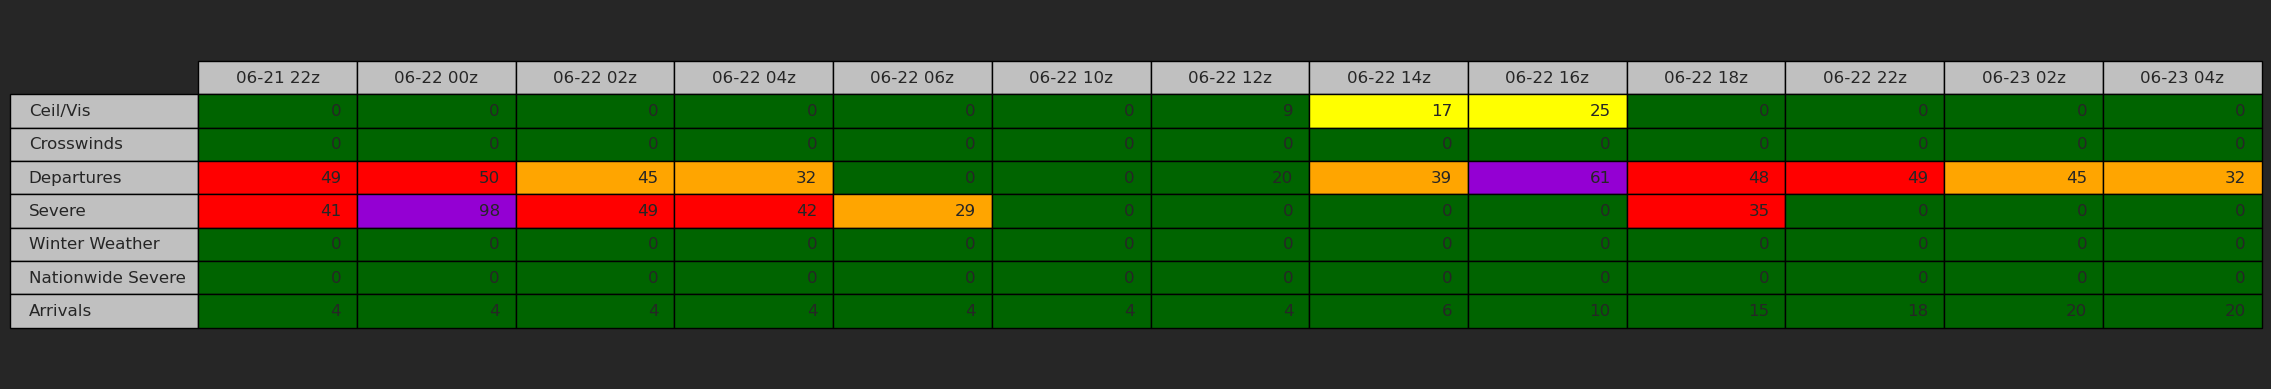 06-21 22z 06-22 00z 06-22 02z 06-22 04z 06-22 06z 06-22 10z 06-22 12z 06-22 14z 06-22 16z 06-22 18z 06-22 22z 06-23 02z 06-23 04z
Ceil/Vis 0 0 0 0 0 0 9 17 25 0 0 0 0
Crosswinds 0 0 0 0 0 0 0 0 0 0 0 0 0
Departures 49 50 45 32 0 0 20 39 61 48 49 45 32
Severe 41 98 49 42 29 0 0 0 0 35 0 0 0
Winter Weather 0 0 0 0 0 0 0 0 0 0 0 0 0
Nationwide Severe 0 0 0 0 0 0 0 0 0 0 0 0 0
Arrivals 4 4 4 4 4 4 4 6 10 15 18 20 20